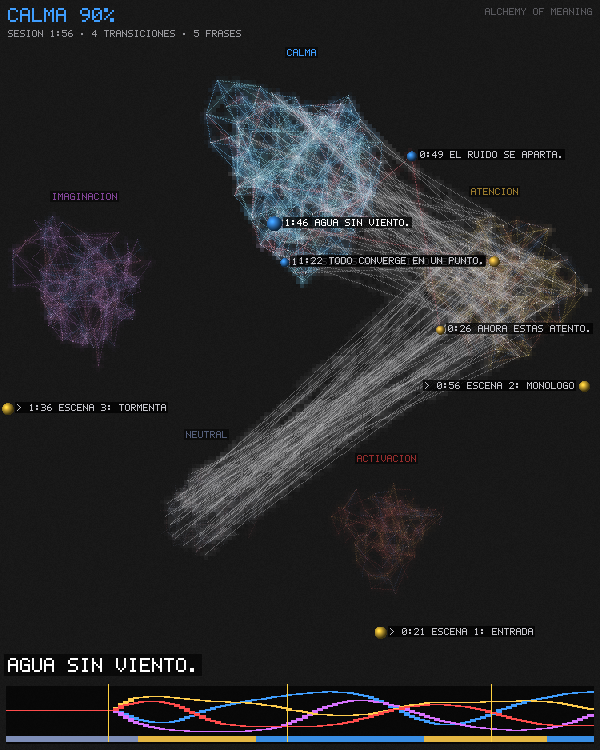 CALMA 90%
ALCHEMY OF MEANING
SESION 1:56 · 4 TRANSICIONES · 5 FRASES
CALMA
0:49 EL RUIDO SE APARTA.
IMAGINACION
ATENCION
1:46 AGUA SIN VIENTO.
TODO CONVERGE EN UN PUNTO.
0:26 AHORA ESTAS ATENTO.
> 0:56 ESCENA 2: MONOLOGO
> 1:36 ESCENA 3: TORMENTA
NEUTRAL
ACTIVACION
> 0:21 ESCENA 1: ENTRADA
AGUA SIN VIENTO.